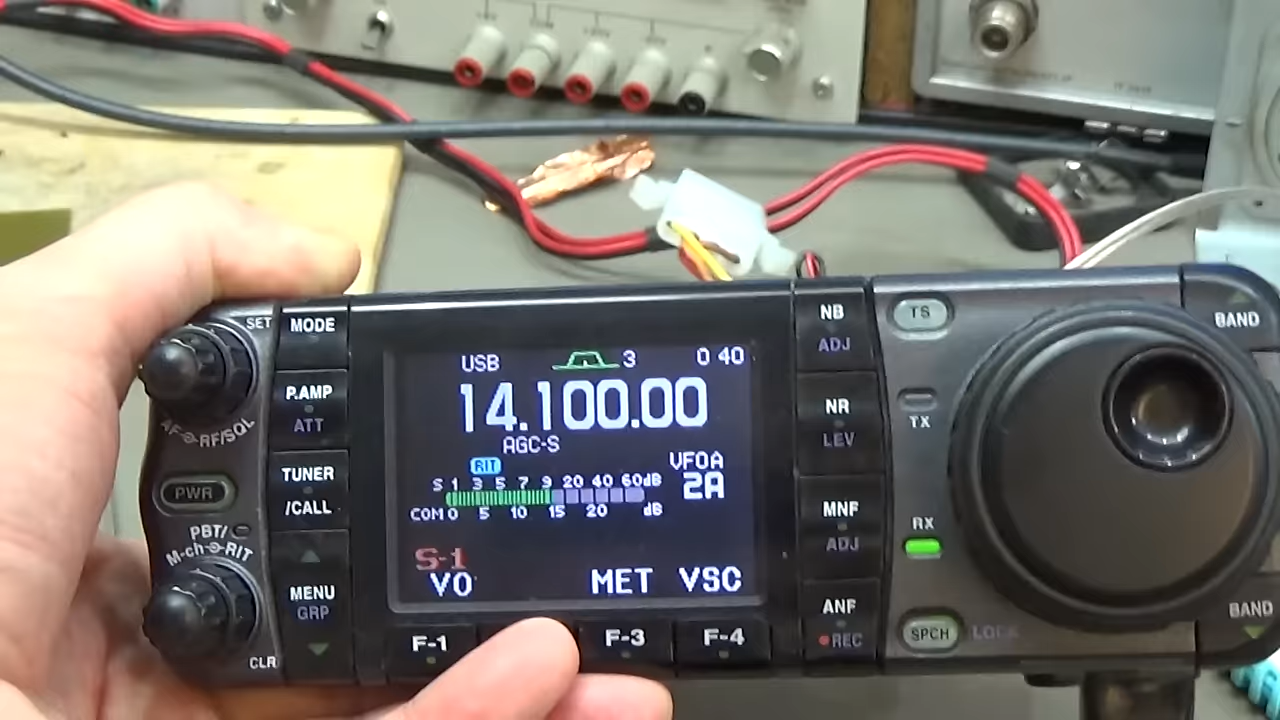 SET
MODE
P.AMP
ATT
AF RF/SQL
TUNER
/CALL
PWR
PBT/
M-ch RIT
MENU
GRP
CLR
USB
3
0 40
14.100.00
AGC-S
RIT
VFOA
2A
S 1 3 5 7 9 20 40 60dB
COM 0 5 10 15 20 dB
S-1
VO
MET
VSC
F-1
F-3
F-4
NB
ADJ
NR
LEV
MNF
ADJ
ANF
REC
TS
TX
RX
SPCH
LOCK
BAND
BAND